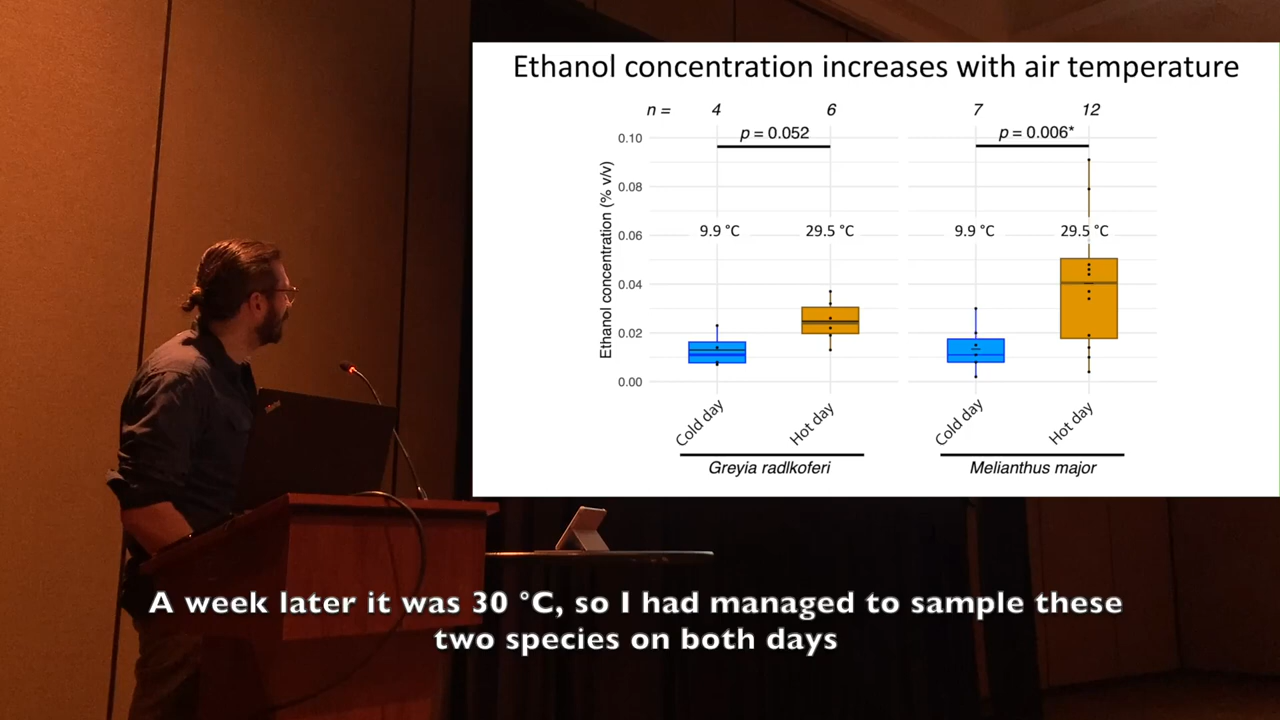 Ethanol concentration increases with air temperature
n = 4 6 7 12
p = 0.052 p = 0.006*
Ethanol concentration (% v/v)
0.10
0.08
0.06
0.04
0.02
0.00
9.9 °C 29.5 °C 9.9 °C 29.5 °C
Cold day Hot day Cold day Hot day
Greyia radlkoferi Melianthus major
A week later it was 30 °C, so I had managed to sample these
two species on both days